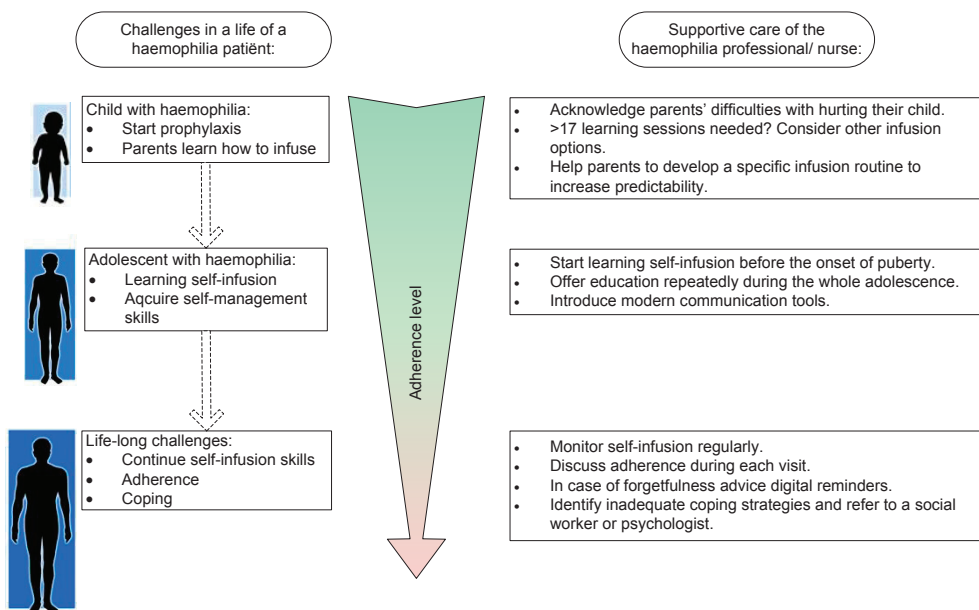 Challenges in a life of a
haemophilia patiënt:
Supportive care of the
haemophilia professional/ nurse:
Child with haemophilia:
• Start prophylaxis
• Parents learn how to infuse
• Acknowledge parents' difficulties with hurting their child.
• >17 learning sessions needed? Consider other infusion
options.
• Help parents to develop a specific infusion routine to
increase predictability.
Adolescent with haemophilia:
• Learning self-infusion
• Aqcuire self-management
skills
• Start learning self-infusion before the onset of puberty.
• Offer education repeatedly during the whole adolescence.
• Introduce modern communication tools.
Adherence level
Life-long challenges:
• Continue self-infusion skills
• Adherence
• Coping
• Monitor self-infusion regularly.
• Discuss adherence during each visit.
• In case of forgetfulness advice digital reminders.
• Identify inadequate coping strategies and refer to a social
worker or psychologist.